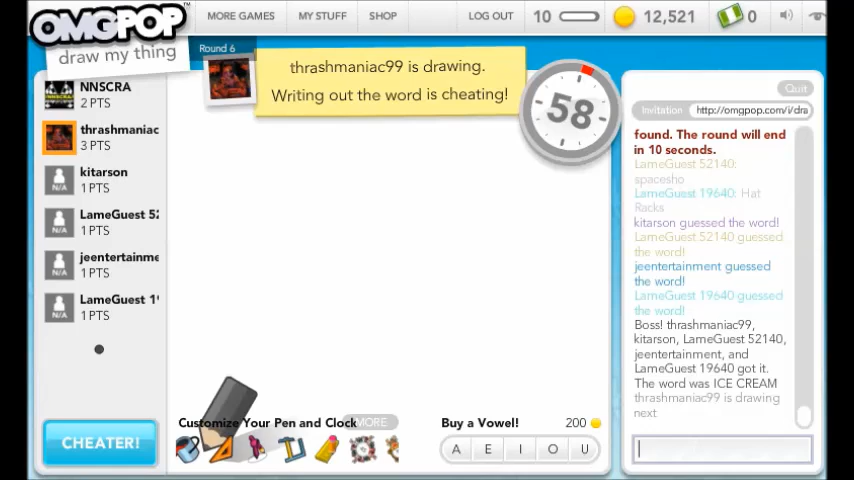 OMGPOP™
draw my thing
MORE GAMES
MY STUFF
SHOP
LOG OUT
10
12,521
0
Round 6
thrashmaniac99 is drawing.
Writing out the word is cheating!
58
NNSCRA
2 PTS
thrashmaniac
3 PTS
N/A
kitarson
1 PTS
N/A
LameGuest 52
1 PTS
N/A
jeentertainme
1 PTS
N/A
LameGuest 19
1 PTS
CHEATER!
Customize Your Pen and Clock
MORE
Buy a Vowel!
200
A E I O U
Quit
Invitation
http://omgpop.com/i/dra
found. The round will end
in 10 seconds.
LameGuest 52140:
spacesho
LameGuest 19640: Hat
Racks
kitarson guessed the word!
LameGuest 52140 guessed
the word!
jeentertainment guessed
the word!
LameGuest 19640 guessed
the word!
Boss! thrashmaniac99,
kitarson, LameGuest 52140,
jeentertainment, and
LameGuest 19640 got it.
The word was ICE CREAM
thrashmaniac99 is drawing
next